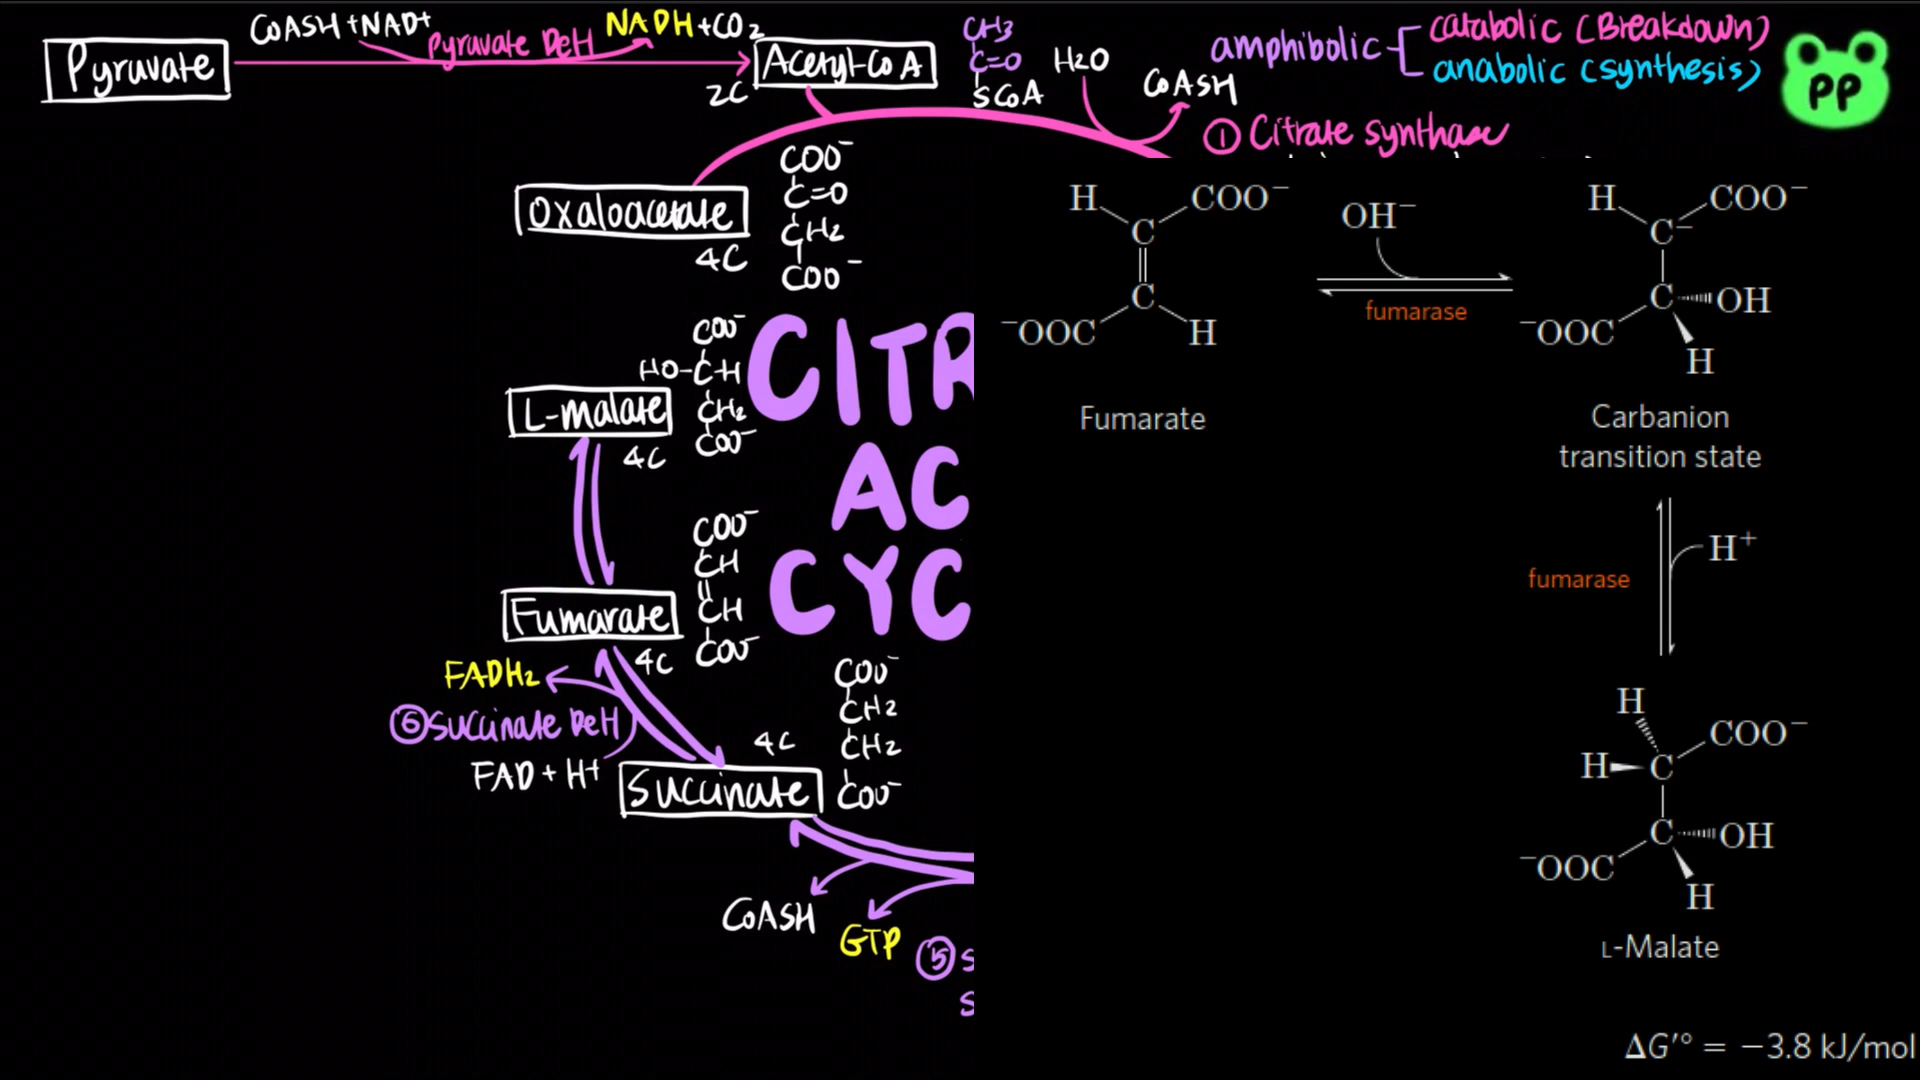 Pyruvate
CoASH + NAD+
Pyruvate DeH
NADH + CO2
Acetyl-CoA
2C
CH3
C=O
SCoA
H2O
CoASH
amphibolic
catabolic (Breakdown)
anabolic (synthesis)
PP
① Citrate synthase
Oxaloacetate
4C
COO⁻
C=O
CH2
COO⁻
L-malate
4C
COO⁻
HO-C-H
CH2
COO⁻
CITR
AC
CYC
Fumarate
4C
COO⁻
CH
CH
COO⁻
FADH2
⑥ Succinate DeH
FAD + H+
Succinate
4C
COO⁻
CH2
CH2
COO⁻
CoASH
GTP
⑤ S
S
H COO⁻
C
C
⁻OOC H
Fumarate
OH⁻
fumarase
H COO⁻
C⁻
C OH
⁻OOC
H
Carbanion
transition state
fumarase
H⁺
H
COO⁻
H C
C OH
⁻OOC
H
L-Malate
ΔG′° = −3.8 kJ/mol